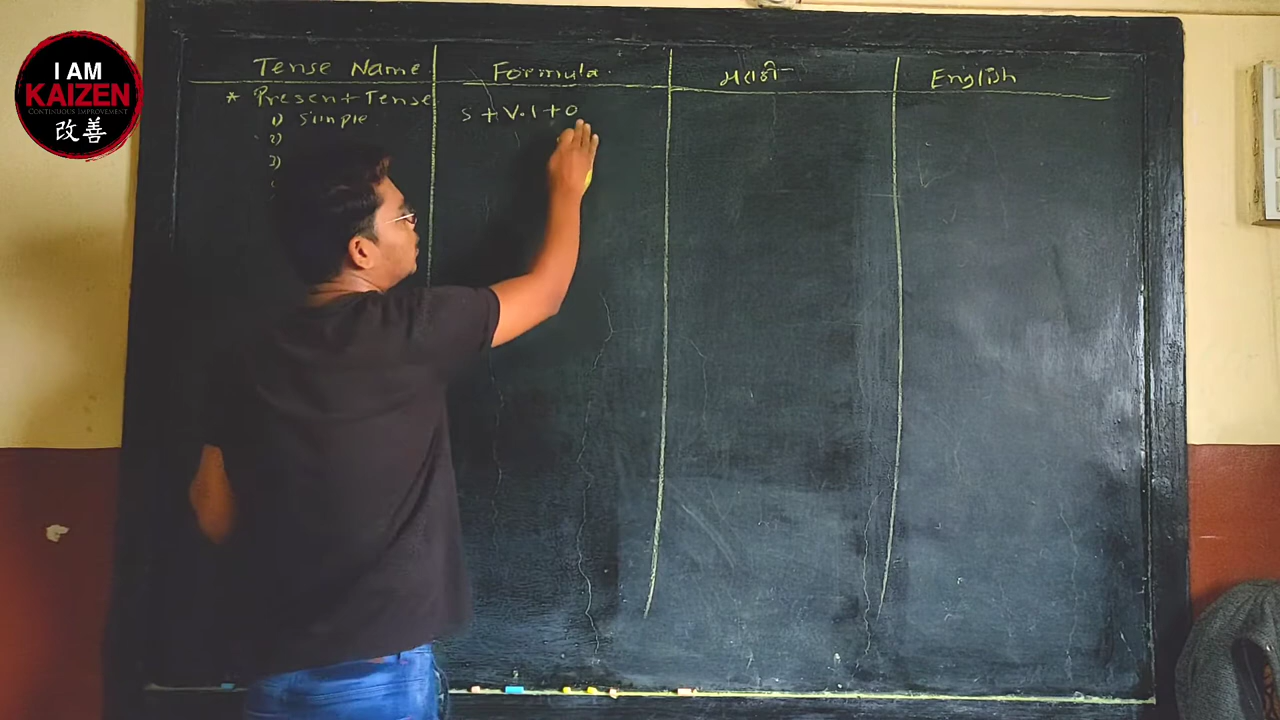 I AM
KAIZEN
CONTINUOUS IMPROVEMENT
改善
Tense Name Formula मराठी English
* Present Tense
1) Simple S + V.1 + O
2)
3)